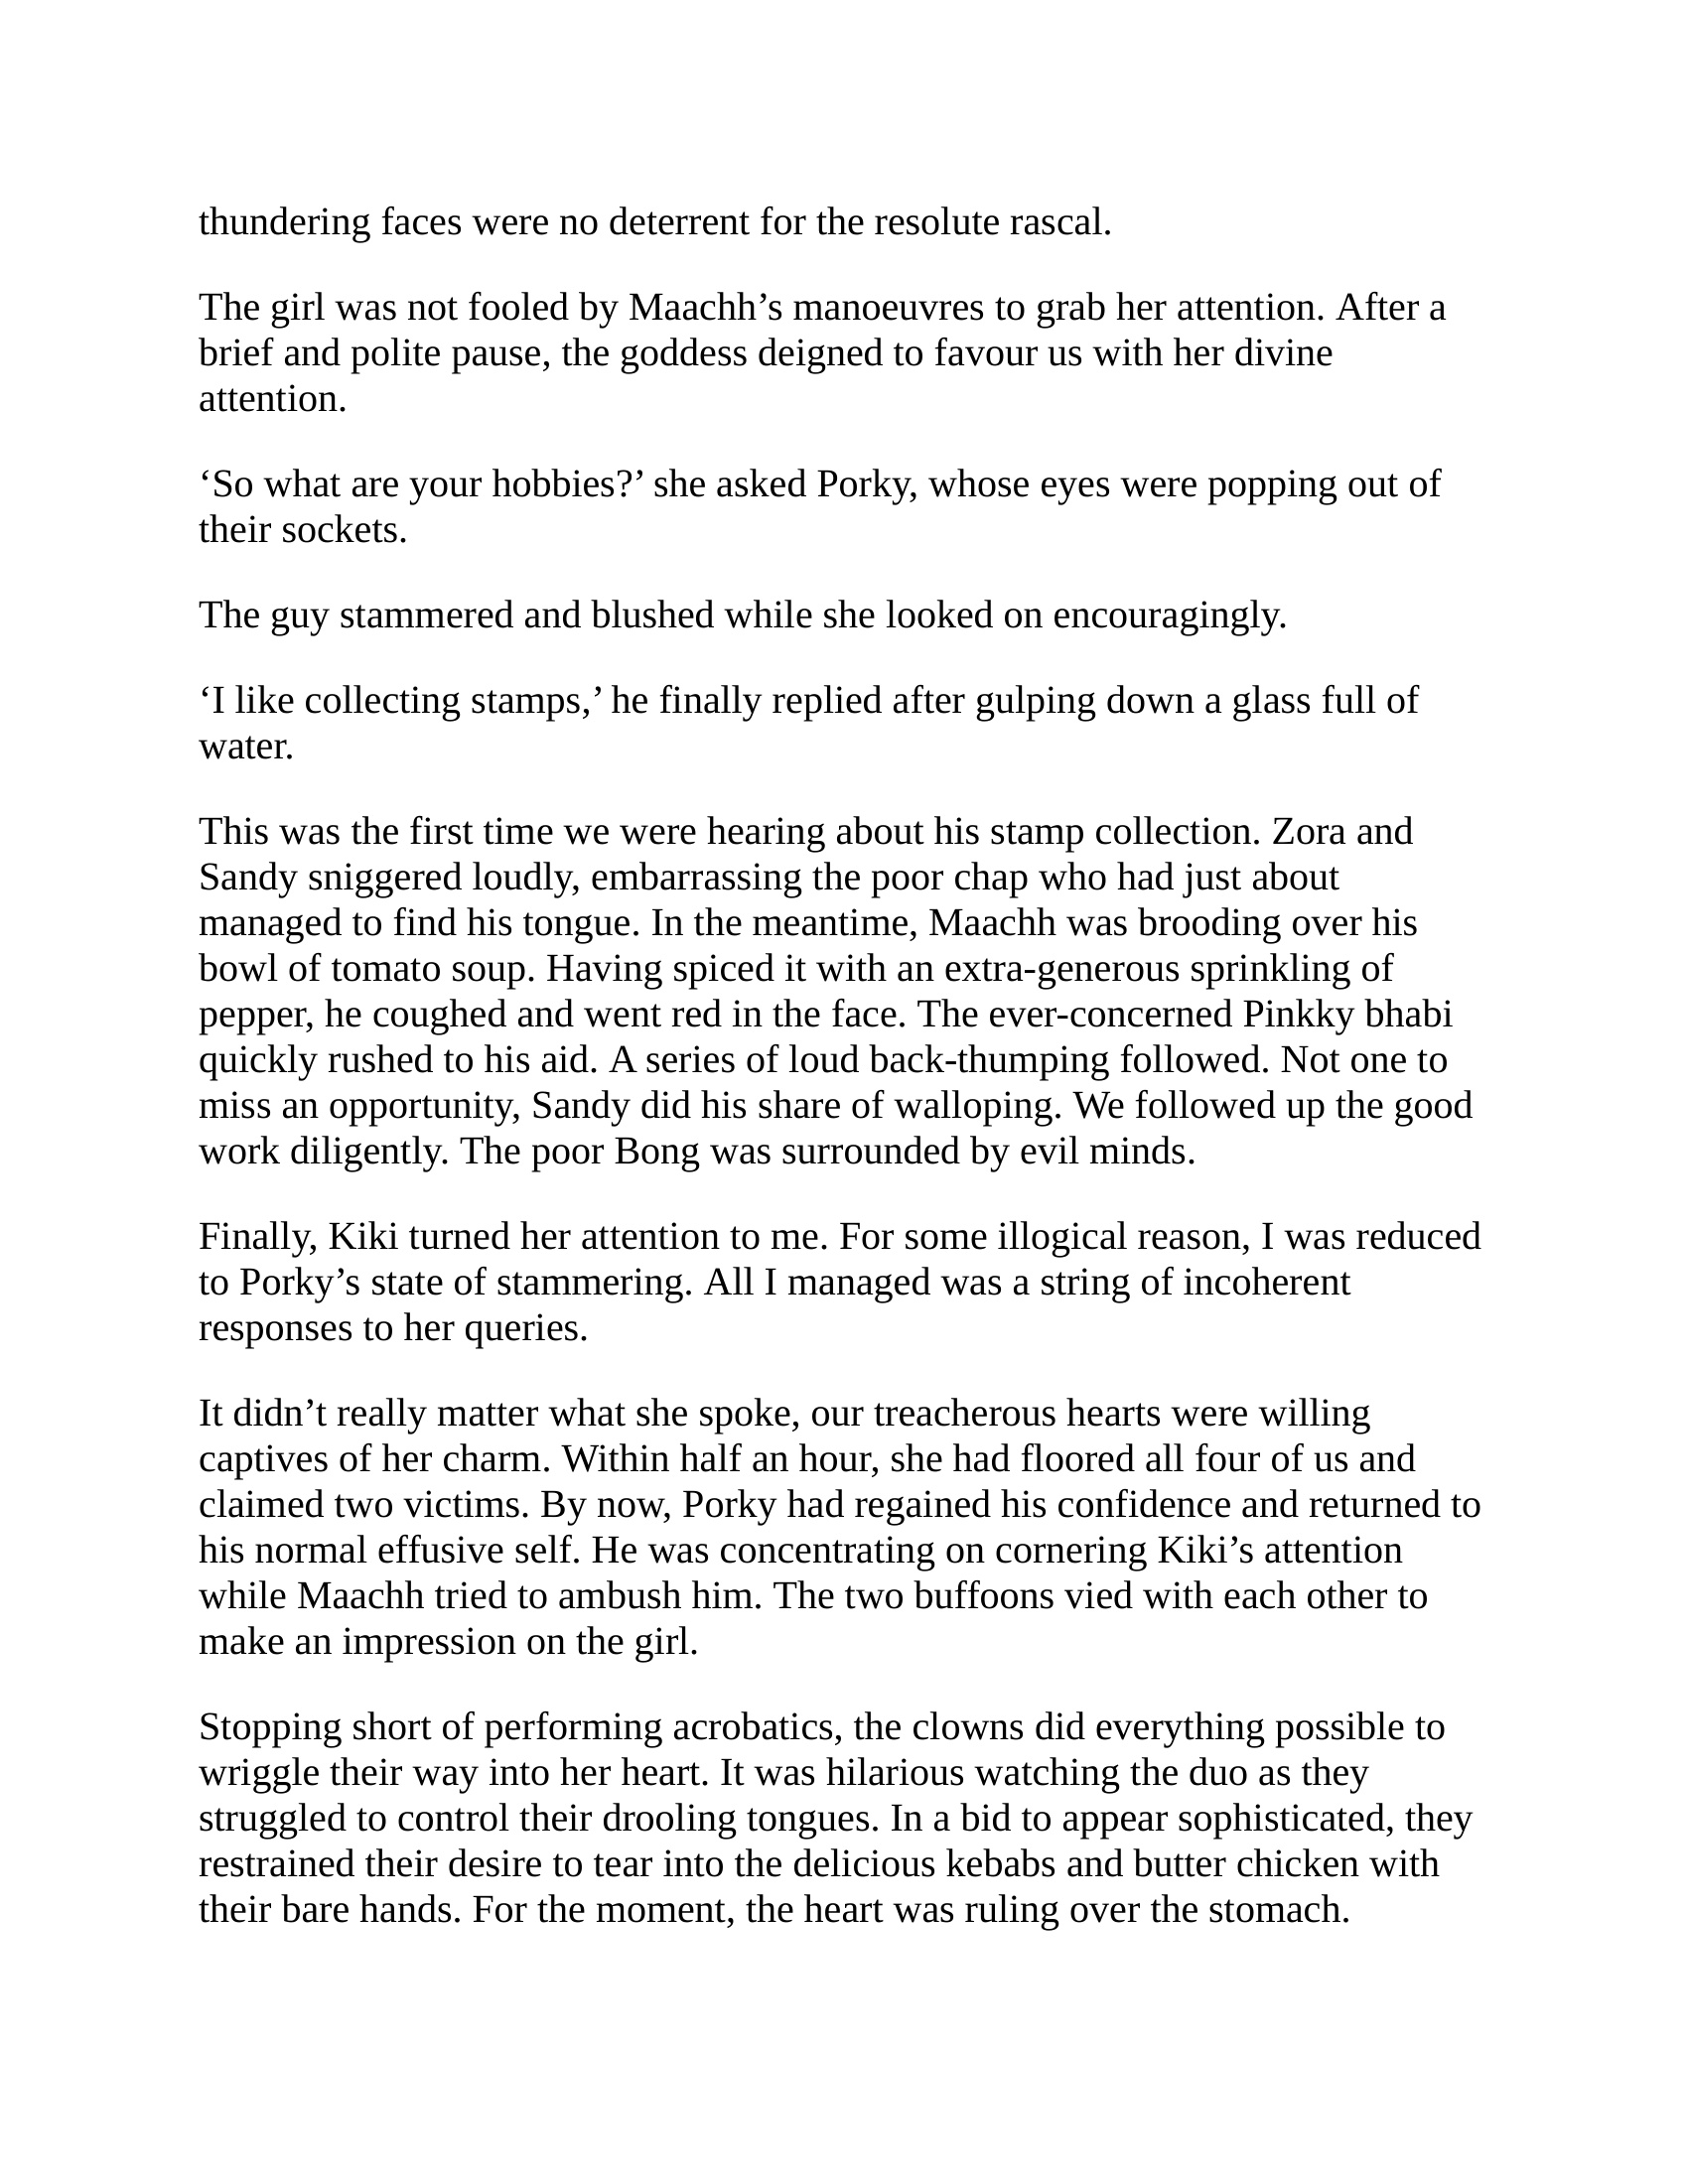 thundering faces were no deterrent for the resolute rascal.
The girl was not fooled by Maachh’s manoeuvres to grab her attention. After a
brief and polite pause, the goddess deigned to favour us with her divine
attention.
‘So what are your hobbies?’ she asked Porky, whose eyes were popping out of
their sockets.
The guy stammered and blushed while she looked on encouragingly.
‘I like collecting stamps,’ he finally replied after gulping down a glass full of
water.
This was the first time we were hearing about his stamp collection. Zora and
Sandy sniggered loudly, embarrassing the poor chap who had just about
managed to find his tongue. In the meantime, Maachh was brooding over his
bowl of tomato soup. Having spiced it with an extra-generous sprinkling of
pepper, he coughed and went red in the face. The ever-concerned Pinkky bhabi
quickly rushed to his aid. A series of loud back-thumping followed. Not one to
miss an opportunity, Sandy did his share of walloping. We followed up the good
work diligently. The poor Bong was surrounded by evil minds.
Finally, Kiki turned her attention to me. For some illogical reason, I was reduced
to Porky’s state of stammering. All I managed was a string of incoherent
responses to her queries.
It didn’t really matter what she spoke, our treacherous hearts were willing
captives of her charm. Within half an hour, she had floored all four of us and
claimed two victims. By now, Porky had regained his confidence and returned to
his normal effusive self. He was concentrating on cornering Kiki’s attention
while Maachh tried to ambush him. The two buffoons vied with each other to
make an impression on the girl.
Stopping short of performing acrobatics, the clowns did everything possible to
wriggle their way into her heart. It was hilarious watching the duo as they
struggled to control their drooling tongues. In a bid to appear sophisticated, they
restrained their desire to tear into the delicious kebabs and butter chicken with
their bare hands. For the moment, the heart was ruling over the stomach.